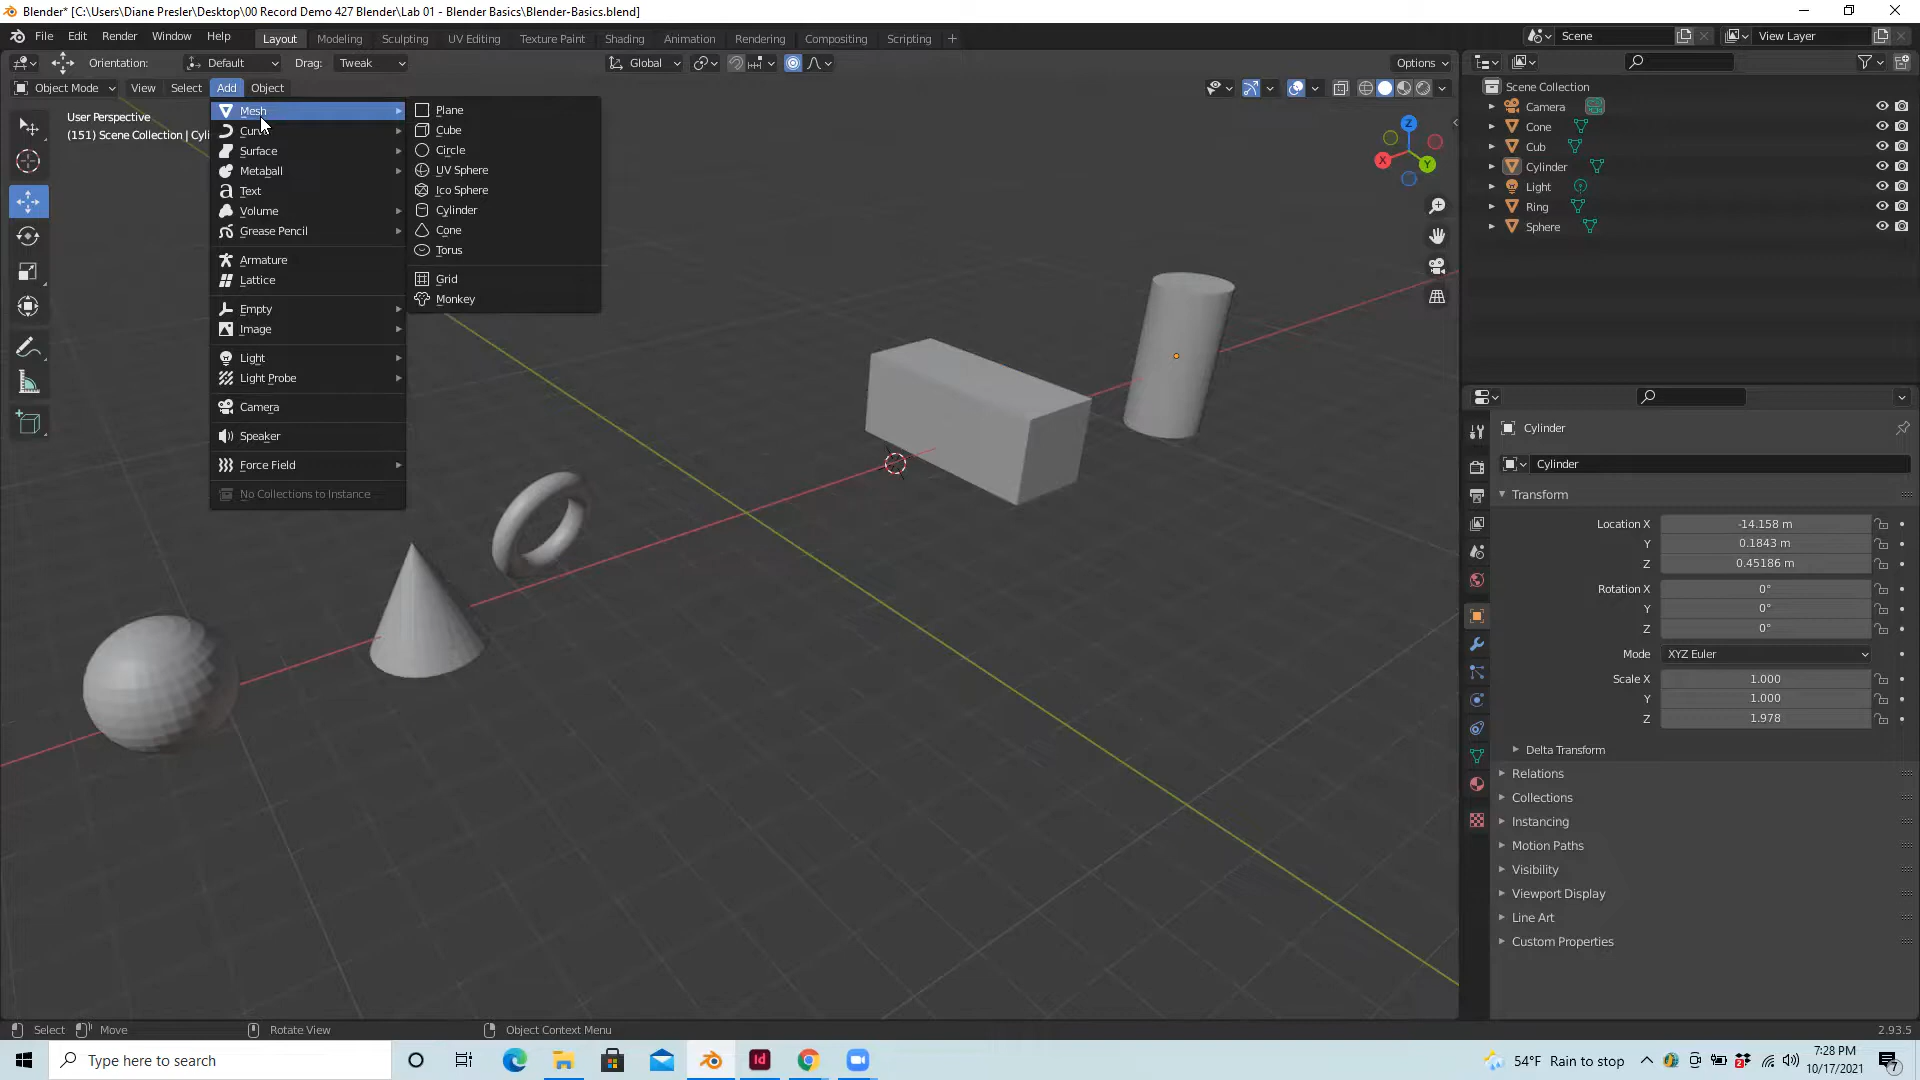 Blender* [C:\Users\Diane Presler\Desktop\00 Record Demo 427 Blender\Lab 01 - Blender Basics\Blender-Basics.blend]
File Edit Render Window Help Layout Modeling Sculpting UV Editing Texture Paint Shading Animation Rendering Compositing Scripting + Scene View Layer
Orientation: Default Drag: Tweak Global Options
Object Mode View Select Add Object
User Perspective
(151) Scene Collection | Cyli
Mesh
Curve
Surface
Metaball
Text
Volume
Grease Pencil
Armature
Lattice
Empty
Image
Light
Light Probe
Camera
Speaker
Force Field
No Collections to Instance
Plane
Cube
Circle
UV Sphere
Ico Sphere
Cylinder
Cone
Torus
Grid
Monkey
Z
X
Y
Scene Collection
Camera
Cone
Cub
Cylinder
Light
Ring
Sphere
Cylinder
Cylinder
Transform
Location X -14.158 m
Y 0.1843 m
Z 0.45186 m
Rotation X 0°
Y 0°
Z 0°
Mode XYZ Euler
Scale X 1.000
Y 1.000
Z 1.978
Delta Transform
Relations
Collections
Instancing
Motion Paths
Visibility
Viewport Display
Line Art
Custom Properties
Select Move Rotate View Object Context Menu 2.93.5
Type here to search
Id
54°F Rain to stop
2
7:28 PM
10/17/2021
7